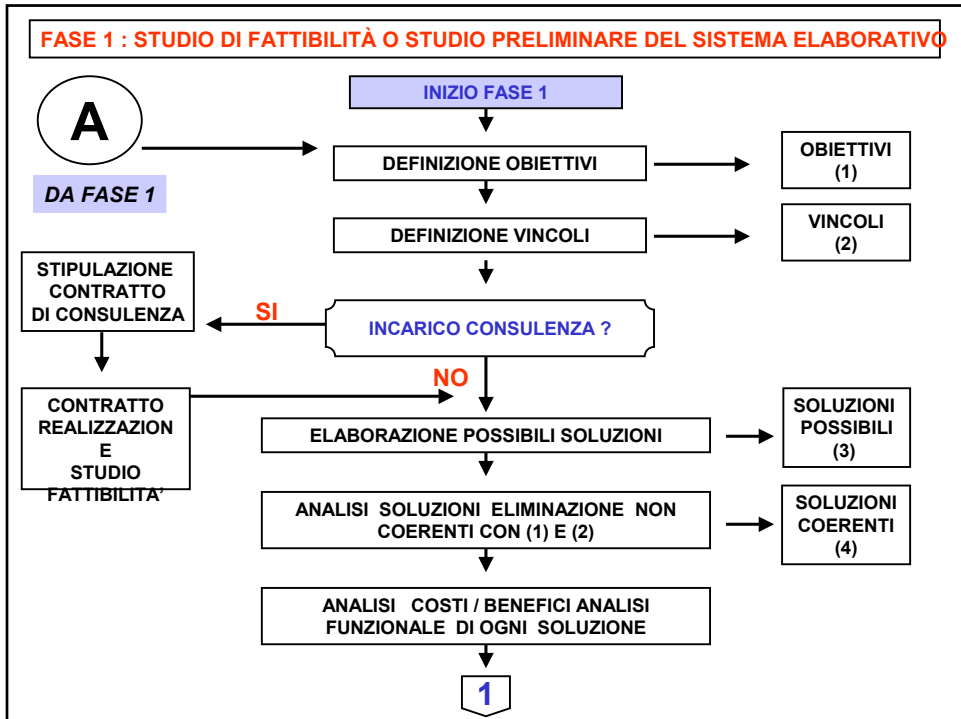 FASE 1 : STUDIO DI FATTIBILITÀ O STUDIO PRELIMINARE DEL SISTEMA ELABORATIVO
A
DA FASE 1
INIZIO FASE 1
DEFINIZIONE OBIETTIVI
OBIETTIVI
(1)
DEFINIZIONE VINCOLI
VINCOLI
(2)
STIPULAZIONE
CONTRATTO
DI CONSULENZA
SI
INCARICO CONSULENZA ?
NO
CONTRATTO
REALIZZAZION
E
STUDIO
FATTIBILITA’
ELABORAZIONE POSSIBILI SOLUZIONI
SOLUZIONI
POSSIBILI
(3)
ANALISI SOLUZIONI ELIMINAZIONE NON
COERENTI CON (1) E (2)
SOLUZIONI
COERENTI
(4)
ANALISI COSTI / BENEFICI ANALISI
FUNZIONALE DI OGNI SOLUZIONE
1